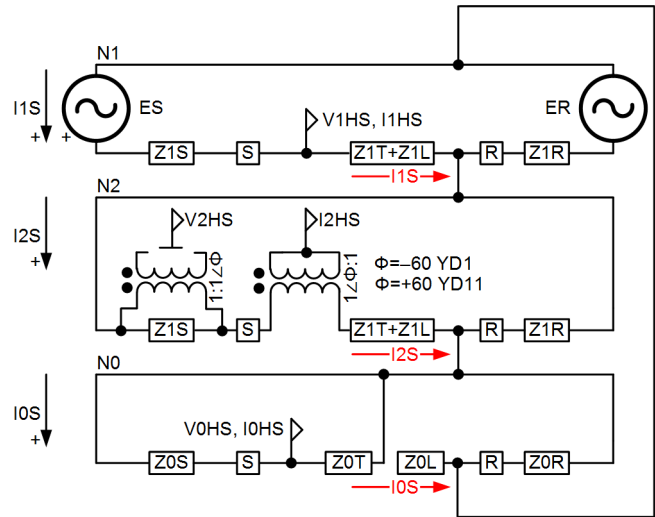 N1
I1S
+
+
ES
ER
V1HS, I1HS
Z1S
S
Z1T+Z1L
R
Z1R
I1S
N2
I2S
+
V2HS
I2HS
1:1∠Φ
1∠Φ:1
Φ=–60 YD1
Φ=+60 YD11
Z1S
S
Z1T+Z1L
R
Z1R
I2S
N0
I0S
+
V0HS, I0HS
Z0S
S
Z0T
Z0L
R
Z0R
I0S